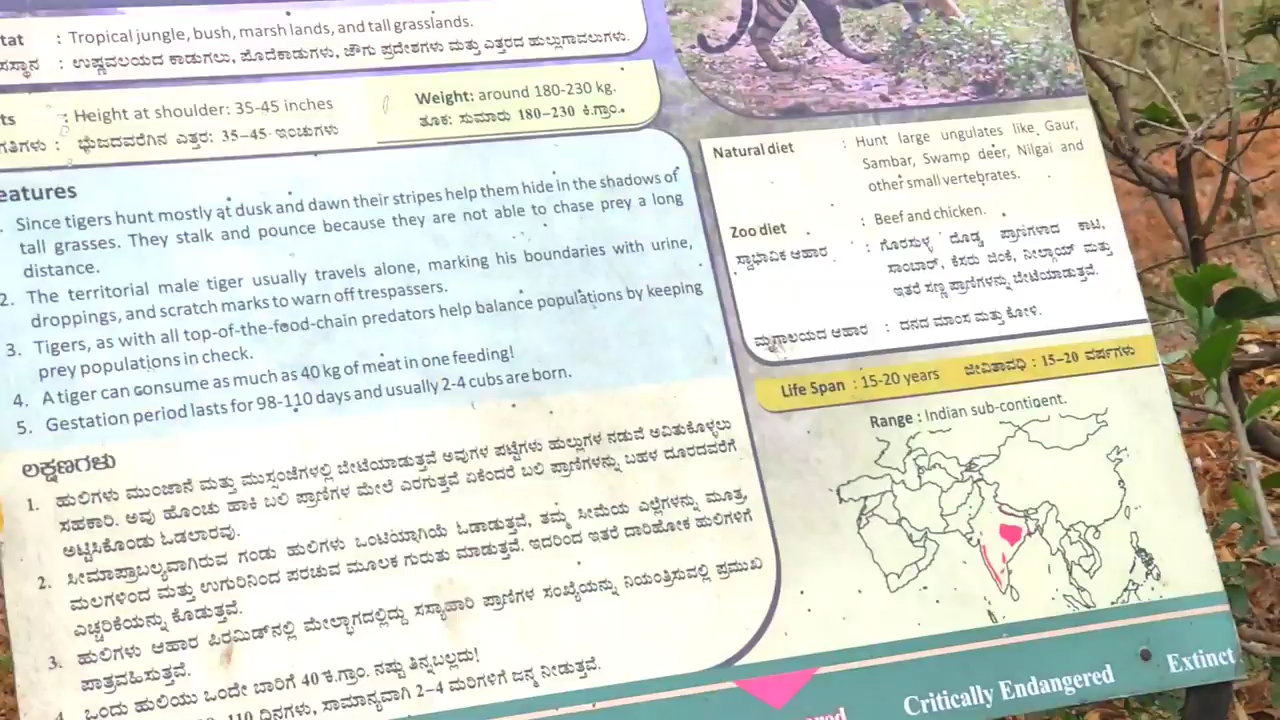 tat : Tropical jungle, bush, marsh lands, and tall grasslands.
ಸಸ್ಥಾನ : ಉಷ್ಣವಲಯದ ಕಾಡುಗಲು, ಪೊದೆಕಾಡುಗಳು, ಜೌಗು ಪ್ರದೇಶಗಳು ಮತ್ತು ಎತ್ತರದ ಹುಲ್ಲುಗಾವಲುಗಳು.
ts : Height at shoulder: 35-45 inches
ಗತಿಗಳು : ಭುಜದವರೆಗಿನ ಎತ್ತರ: 35-45 ಇಂಚುಗಳು
Weight: around 180-230 kg.
ತೂಕ: ಸುಮಾರು 180-230 ಕಿ.ಗ್ರಾಂ.
eatures
Since tigers hunt mostly at dusk and dawn their stripes help them hide in the shadows of
tall grasses. They stalk and pounce because they are not able to chase prey a long
distance.
2. The territorial male tiger usually travels alone, marking his boundaries with urine,
droppings, and scratch marks to warn off trespassers.
3. Tigers, as with all top-of-the-food-chain predators help balance populations by keeping
prey populations in check.
4. A tiger can consume as much as 40 kg of meat in one feeding!
5. Gestation period lasts for 98-110 days and usually 2-4 cubs are born.
ಲಕ್ಷಣಗಳು
1. ಹುಲಿಗಳು ಮುಂಜಾನೆ ಮತ್ತು ಮುಸ್ಸಂಜೆಗಳಲ್ಲಿ ಬೇಟೆಯಾಡುತ್ತವೆ ಅವುಗಳ ಪಟ್ಟೆಗಳು ಹುಲ್ಲುಗಳ ನಡುವೆ ಅವಿತುಕೊಳ್ಳಲು
ಸಹಕಾರಿ. ಅವು ಹೊಂಚು ಹಾಕಿ ಬಲಿ ಪ್ರಾಣಿಗಳ ಮೇಲೆ ಎರಗುತ್ತವೆ ಏಕೆಂದರೆ ಬಲಿ ಪ್ರಾಣಿಗಳನ್ನು ಬಹಳ ದೂರದವರೆಗೆ
ಅಟ್ಟಿಸಿಕೊಂಡು ಓಡಲಾರವು.
2. ಸೀಮಾಪ್ರಾಬಲ್ಯವಾಗಿರುವ ಗಂಡು ಹುಲಿಗಳು ಒಂಟಿಯಾಗಿಯೆ ಓಡಾಡುತ್ತವೆ, ತಮ್ಮ ಸೀಮೆಯ ಎಲ್ಲೆಗಳನ್ನು ಮೂತ್ರ,
ಮಲಗಳಿಂದ ಮತ್ತು ಉಗುರಿನಿಂದ ಪರಚುವ ಮೂಲಕ ಗುರುತು ಮಾಡುತ್ತವೆ. ಇದರಿಂದ ಇತರೆ ದಾರಿಹೋಕ ಹುಲಿಗಳಿಗೆ
ಎಚ್ಚರಿಕೆಯನ್ನು ಕೊಡುತ್ತವೆ.
3. ಹುಲಿಗಳು ಆಹಾರ ಪಿರಮಿಡ್‌ನಲ್ಲಿ ಮೇಲ್ಭಾಗದಲ್ಲಿದ್ದು ಸಸ್ಯಾಹಾರಿ ಪ್ರಾಣಿಗಳ ಸಂಖ್ಯೆಯನ್ನು ನಿಯಂತ್ರಿಸುವಲ್ಲಿ ಪ್ರಮುಖ
ಪಾತ್ರವಹಿಸುತ್ತವೆ.
ಒಂದು ಹುಲಿಯು ಒಂದೇ ಬಾರಿಗೆ 40 ಕಿ.ಗ್ರಾಂ. ನಷ್ಟು ತಿನ್ನಬಲ್ಲದು!
110 ದಿನಗಳು, ಸಾಮಾನ್ಯವಾಗಿ 2-4 ಮರಿಗಳಿಗೆ ಜನ್ಮ ನೀಡುತ್ತವೆ.
Natural diet : Hunt large ungulates like Gaur,
Sambar, Swamp deer, Nilgai and
other small vertebrates.
Zoo diet : Beef and chicken.
ಸ್ವಾಭಾವಿಕ ಆಹಾರ : ಗೊರಸುಳ್ಳ ದೊಡ್ಡ ಪ್ರಾಣಿಗಳಾದ ಕಾಟಿ,
ಸಾಂಬಾರ್, ಕೆಸರು ಜಿಂಕೆ, ನೀಲ್ಗಾಯ್ ಮತ್ತು
ಇತರೆ ಸಣ್ಣ ಪ್ರಾಣಿಗಳನ್ನು ಬೇಟೆಯಾಡುತ್ತವೆ.
ಮೃಗಾಲಯದ ಆಹಾರ : ದನದ ಮಾಂಸ ಮತ್ತು ಕೋಳಿ.
Life Span : 15-20 years ಜೀವಿತಾವಧಿ : 15-20 ವರ್ಷಗಳು
Range : Indian sub-continent.
Critically Endangered
Extinct